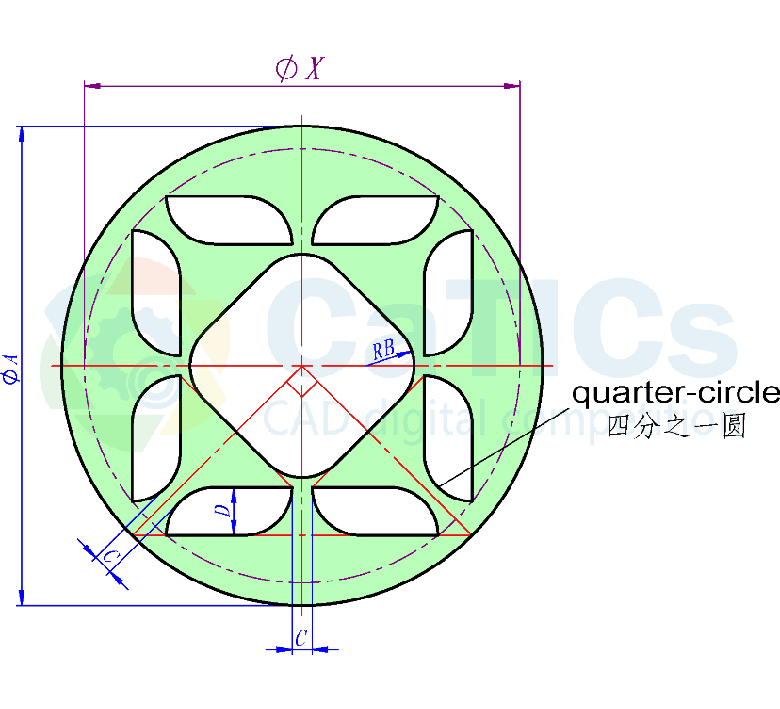 ϕX
ϕA
CaTICs
RB
quarter-circle
CAD digital competition
四分之一圆
D
C
C